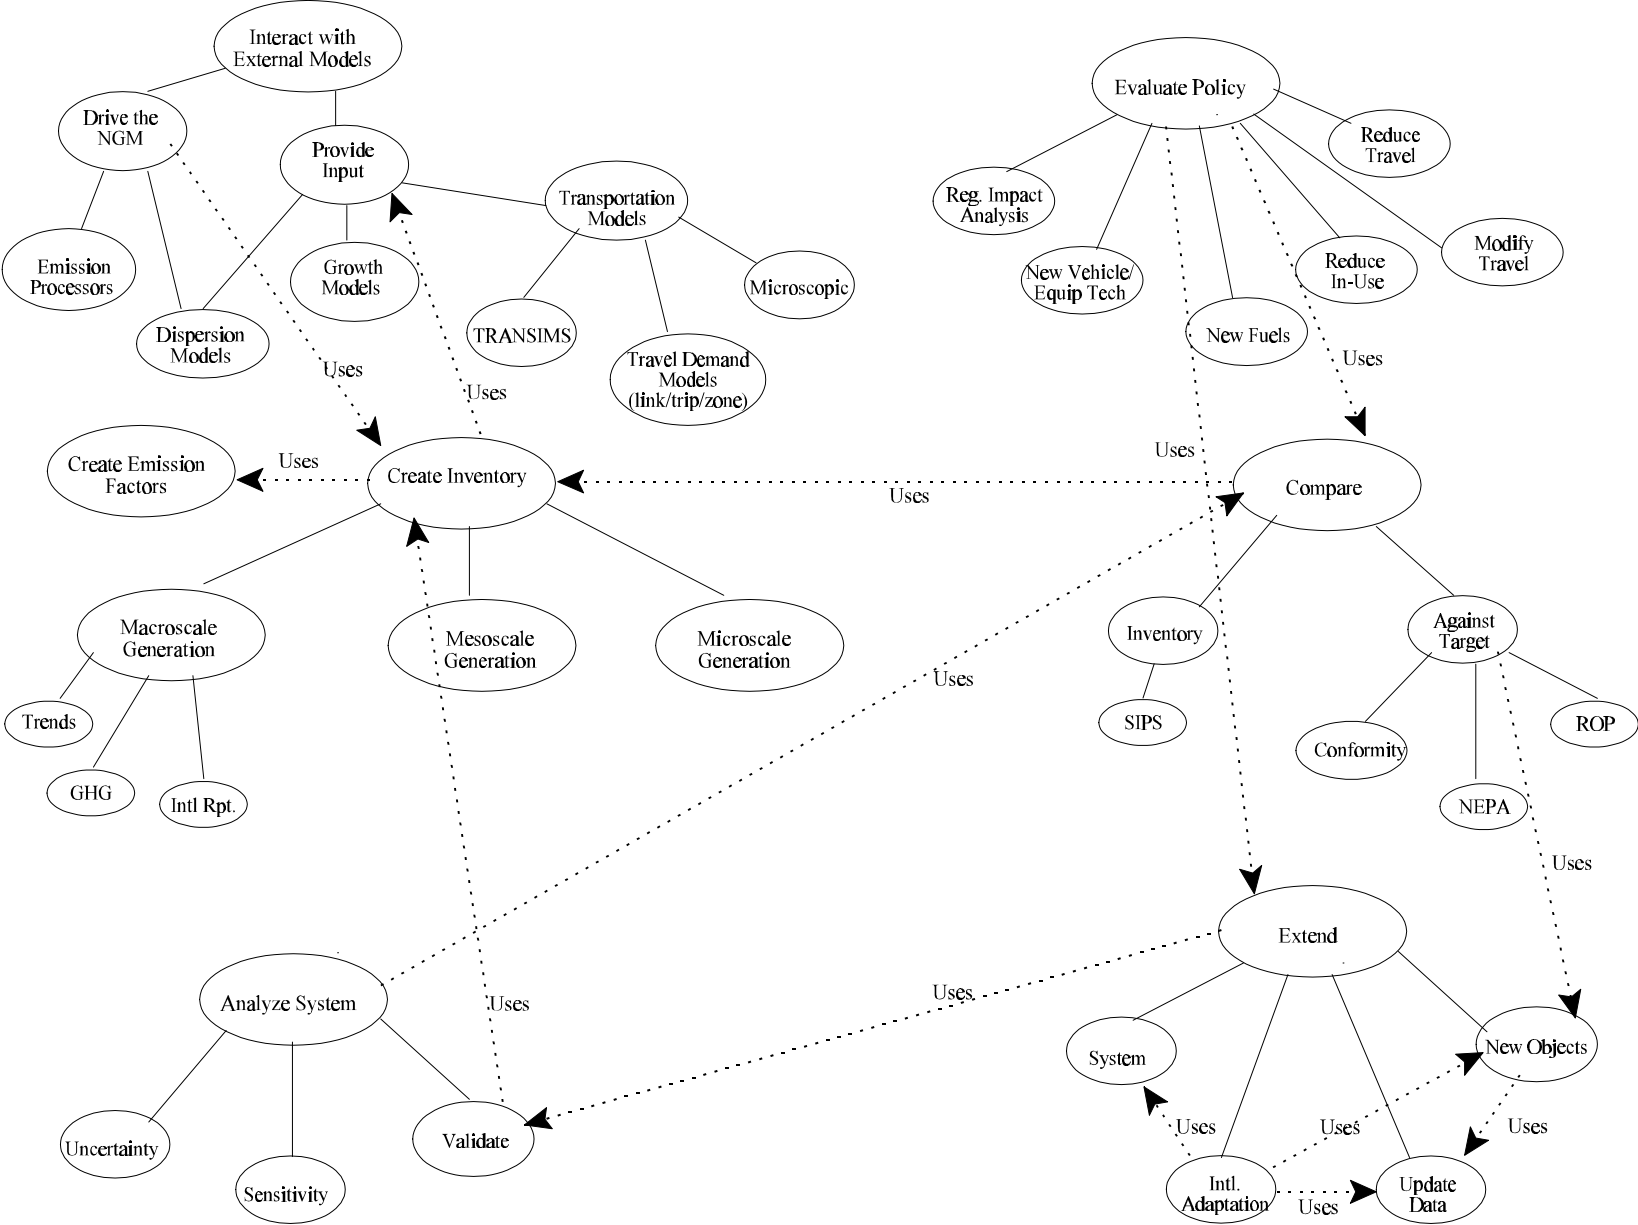 Interact with
External Models
Evaluate Policy
Drive the
NGM
Provide
Input
Reduce
Travel
Transportation
Models
Reg. Impact
Analysis
Emission
Processors
Growth
Models
Microscopic
New Vehicle/
Equip Tech
Reduce
In-Use
Modify
Travel
Dispersion
Models
TRANSIMS
New Fuels
Travel Demand
Models
(link/trip/zone)
Uses
Uses
Uses
Create Emission
Factors
Uses
Create Inventory
Uses
Uses
Compare
Macroscale
Generation
Mesoscale
Generation
Microscale
Generation
Inventory
Against
Target
Uses
Trends
GHG
Intl Rpt.
SIPS
Conformity
NEPA
ROP
Uses
Extend
Analyze System
Uses
Uses
System
New Objects
Uses
Uses
Uses
Uncertainty
Sensitivity
Validate
Intl.
Adaptation
Uses
Update
Data